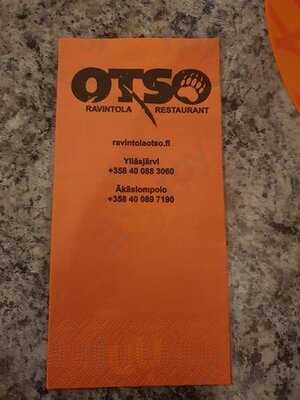 OTSO
RAVINTOLA RESTAURANT
ravintolaotso.fi
Ylläsjärvi
+358 40 088 3060
Äkäslompolo
+358 40 089 7190